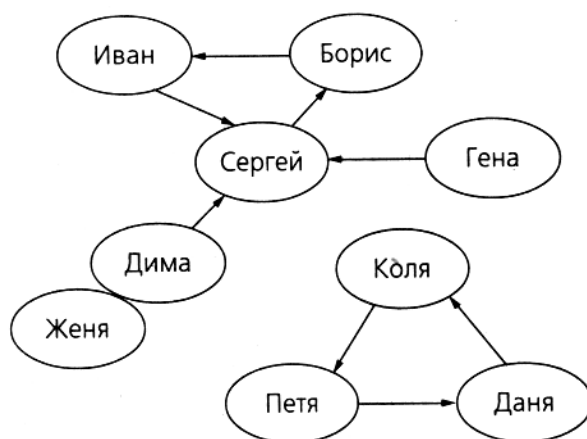 Иван
Борис
Сергей
Гена
Дима
Коля
Женя
Петя
Даня